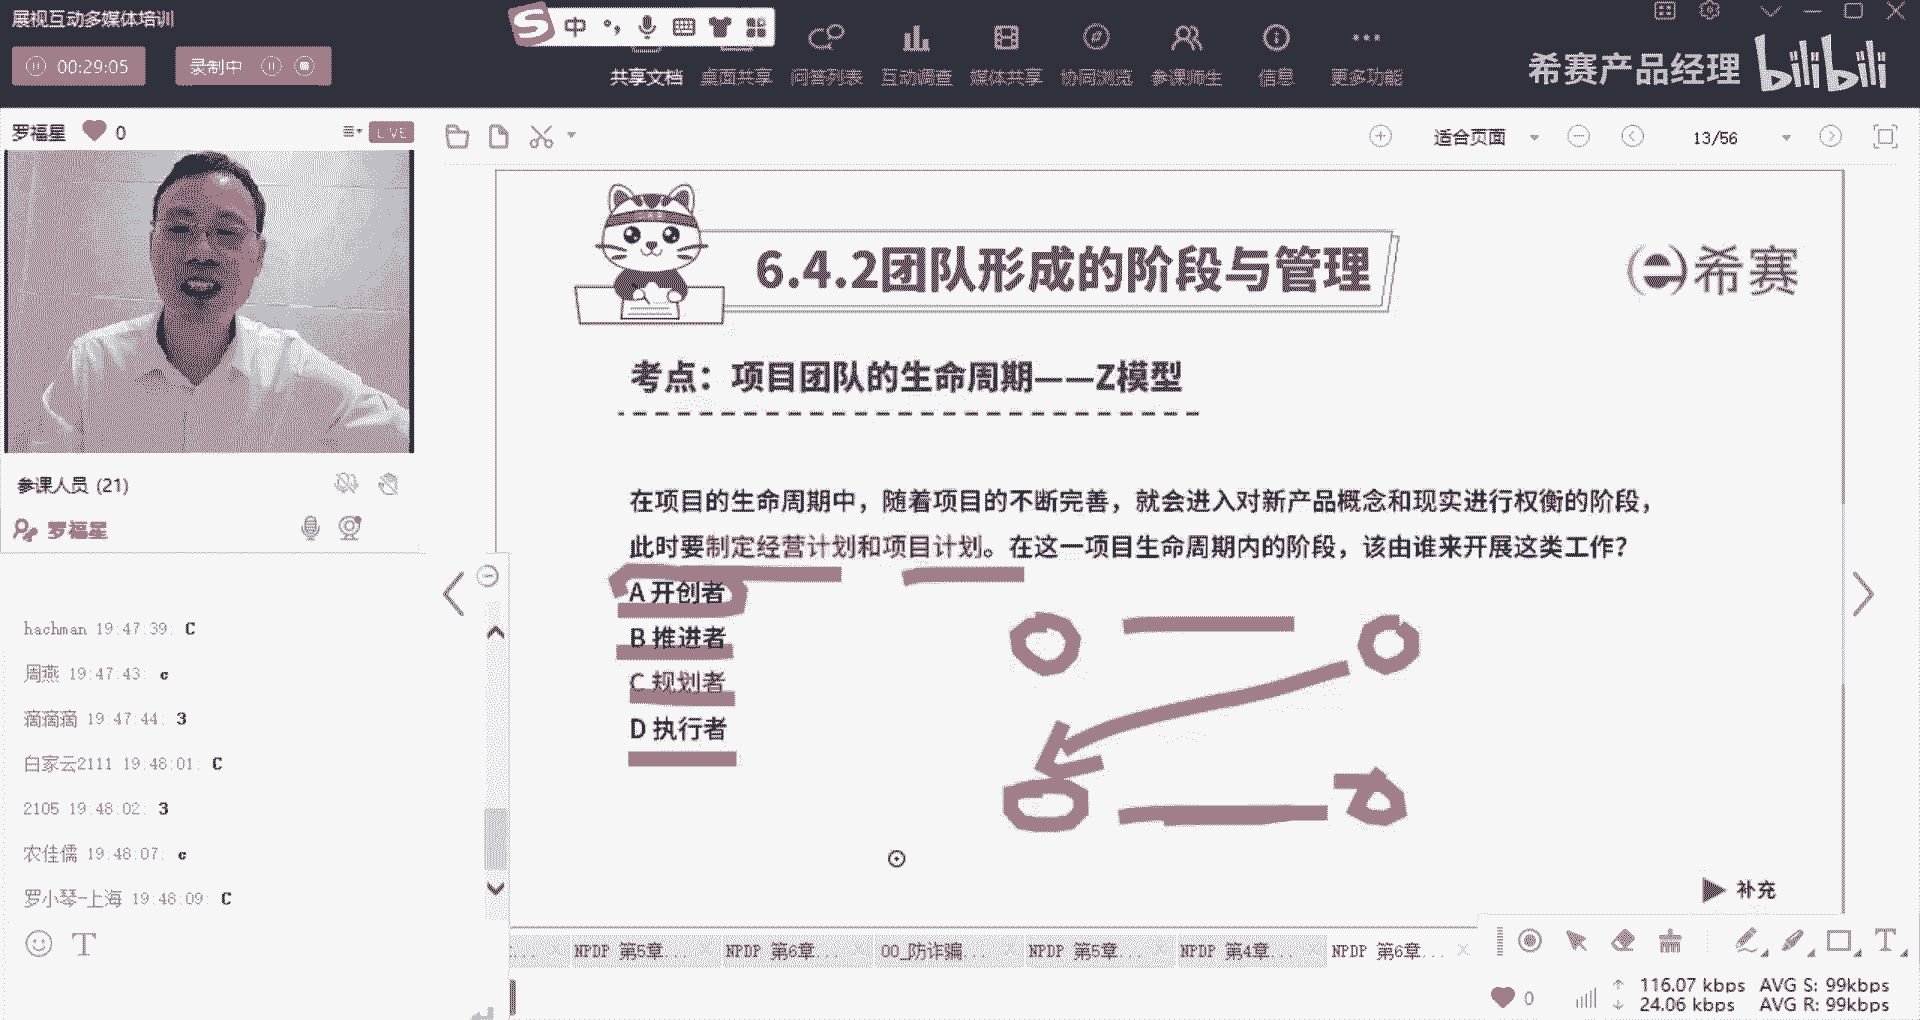 展视互动多媒体培训
00:29:05
录制中
中
共享文档 桌面共享 问答列表 互动调查 媒体共享 协同浏览 参课师生 信息 更多功能
希赛产品经理 bilibili
罗福星 0 LIVE
适合页面 13/56
6.4.2团队形成的阶段与管理
希赛
考点：项目团队的生命周期——Z模型
在项目的生命周期中，随着项目的不断完善，就会进入对新产品概念和现实进行权衡的阶段，
此时要制定经营计划和项目计划。在这一项目生命周期内的阶段，该由谁来开展这类工作？
A 开创者
B 推进者
C 规划者
D 执行者
补充
参课人员 (21)
罗福星
hachman 19:47:39: C
周燕 19:47:43: c
滴滴滴 19:47:44: 3
白家云2111 19:48:01: C
2105 19:48:02: 3
农佳儒 19:48:07: c
罗小琴-上海 19:48:09: C
T
... NPDP 第5章... NPDP 第6章... 00_防诈骗... NPDP 第5章... NPDP 第4章... NPDP 第6章...
T
0 116.07 kbps AVG S: 99kbps
24.06 kbps AVG R: 99kbps